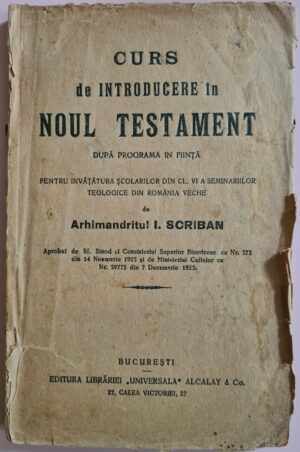 CURS
de INTRODUCERE în
NOUL TESTAMENT
DUPĂ PROGRAMA IN FIINȚĂ
PENTRU INVĂȚĂTURA ȘCOLARILOR DIN CL. VI A SEMINARIILOR
TEOLOGICE DIN ROMÂNIA VECHE
de
Arhimandritul I. SCRIBAN
Aprobat de Sf. Sinod și Consistoriul Superior Bisericesc cu Nr. 372
din 14 Noemvrie 1923 și de Ministerul Cultelor cu
Nr. 59775 din 7 Decemvrie 1923.
BUCUREȘTI
EDITURA LIBRĂRIEI „UNIVERSALA" ALCALAY & Co.
27, CALEA VICTORIEI, 27